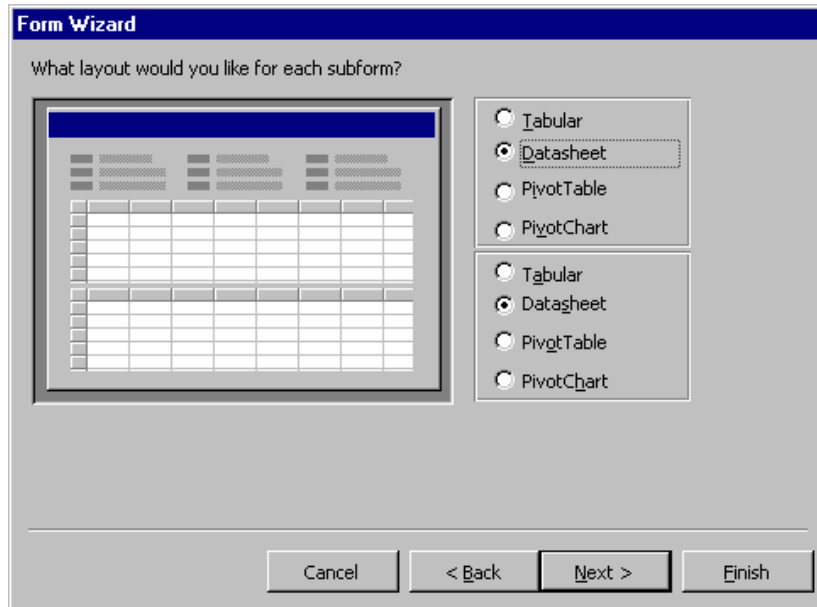 Form Wizard
What layout would you like for each subform?
Tabular
Datasheet
PivotTable
PivotChart
Tabular
Datasheet
PivotTable
PivotChart
Cancel
< Back
Next >
Finish